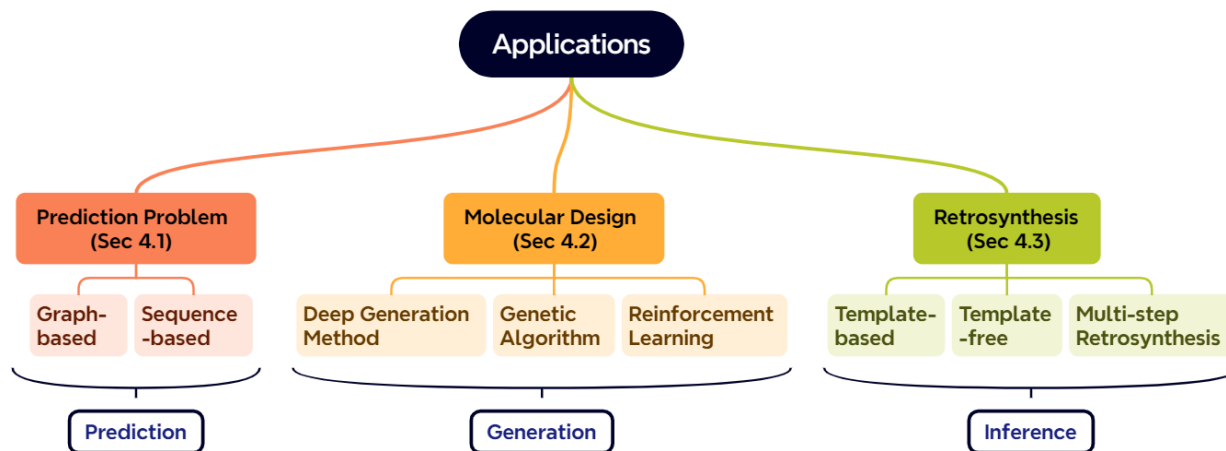 Applications
Prediction Problem
(Sec 4.1)
Molecular Design
(Sec 4.2)
Retrosynthesis
(Sec 4.3)
Graph-
based
Sequence
-based
Deep Generation
Method
Genetic
Algorithm
Reinforcement
Learning
Template-
based
Template
-free
Multi-step
Retrosynthesis
Prediction
Generation
Inference